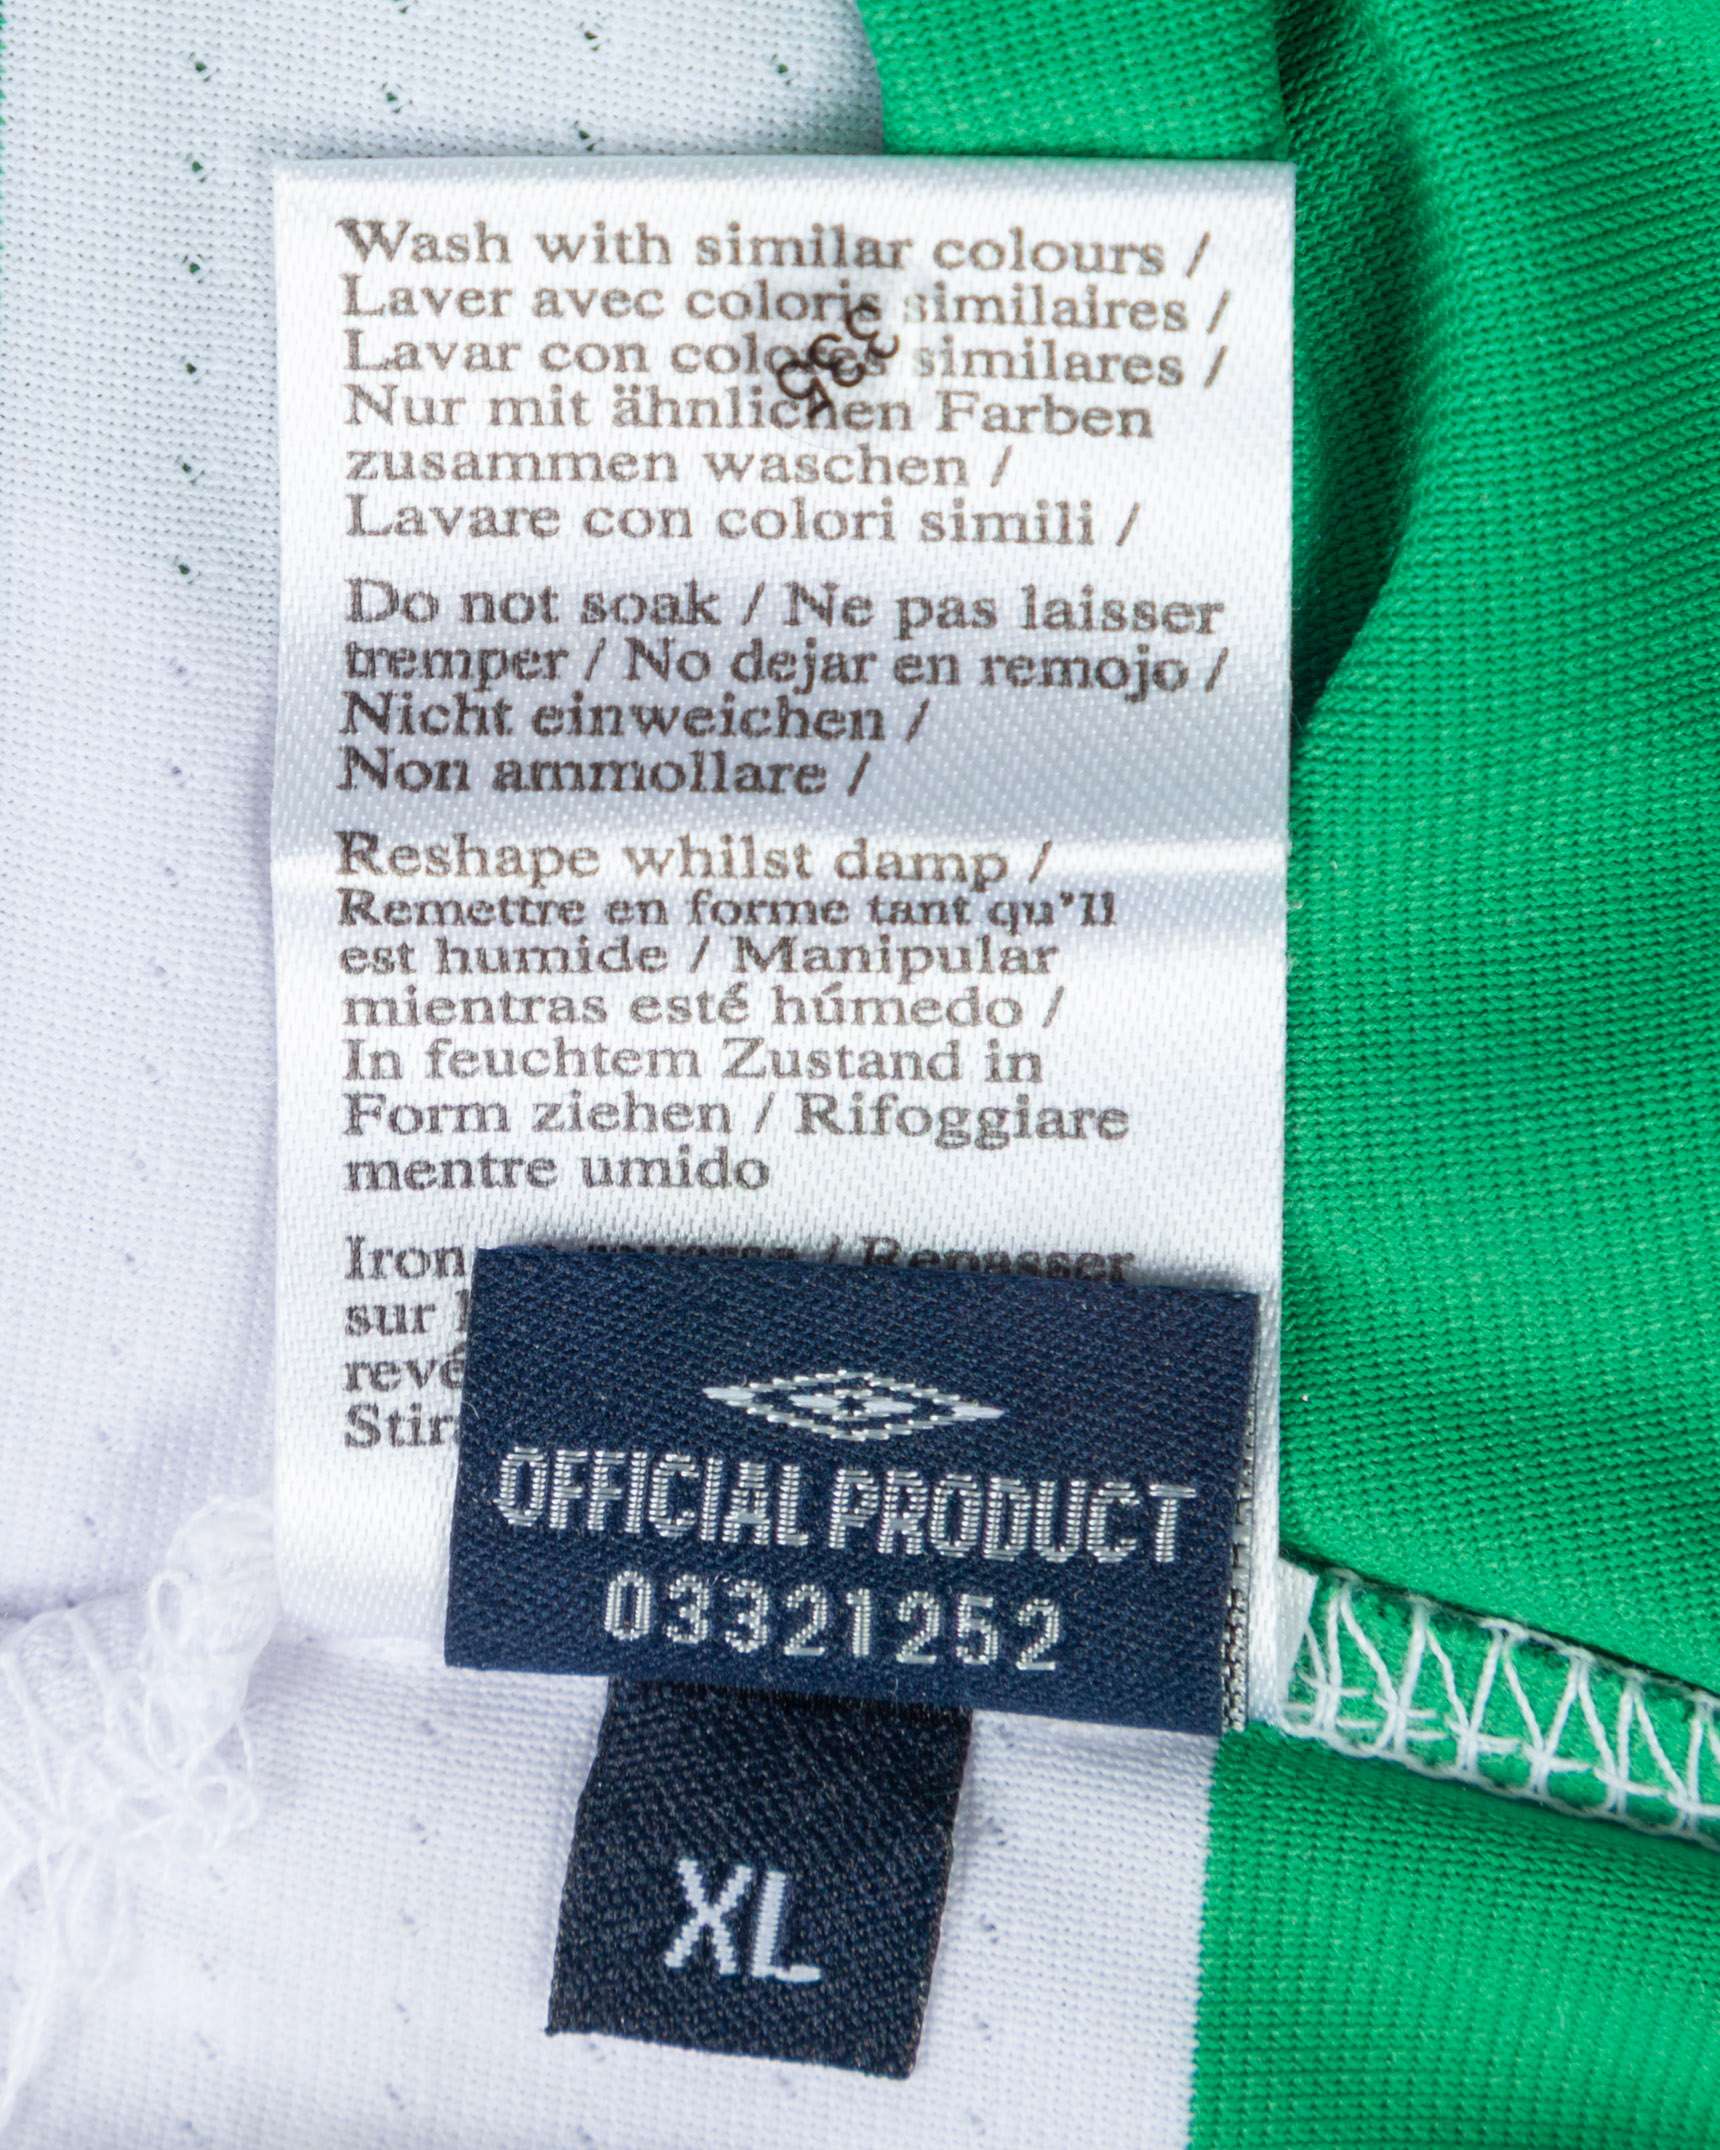 Wash with similar colours /
Laver avec coloris similaires /
Lavar con colores similares /
Nur mit ähnlichen Farben
zusammen waschen /
Lavare con colori simili /
Do not soak / Ne pas laisser
tremper / No dejar en remojo /
Nicht einweichen /
Non ammollare /
Reshape whilst damp /
Remettre en forme tant qu'il
est humide / Manipular
mientras esté húmedo /
In feuchtem Zustand in
Form ziehen / Rifoggiare
mentre umido
Iron / Repasser
sur
OFFICIAL PRODUCT
03321252
XL